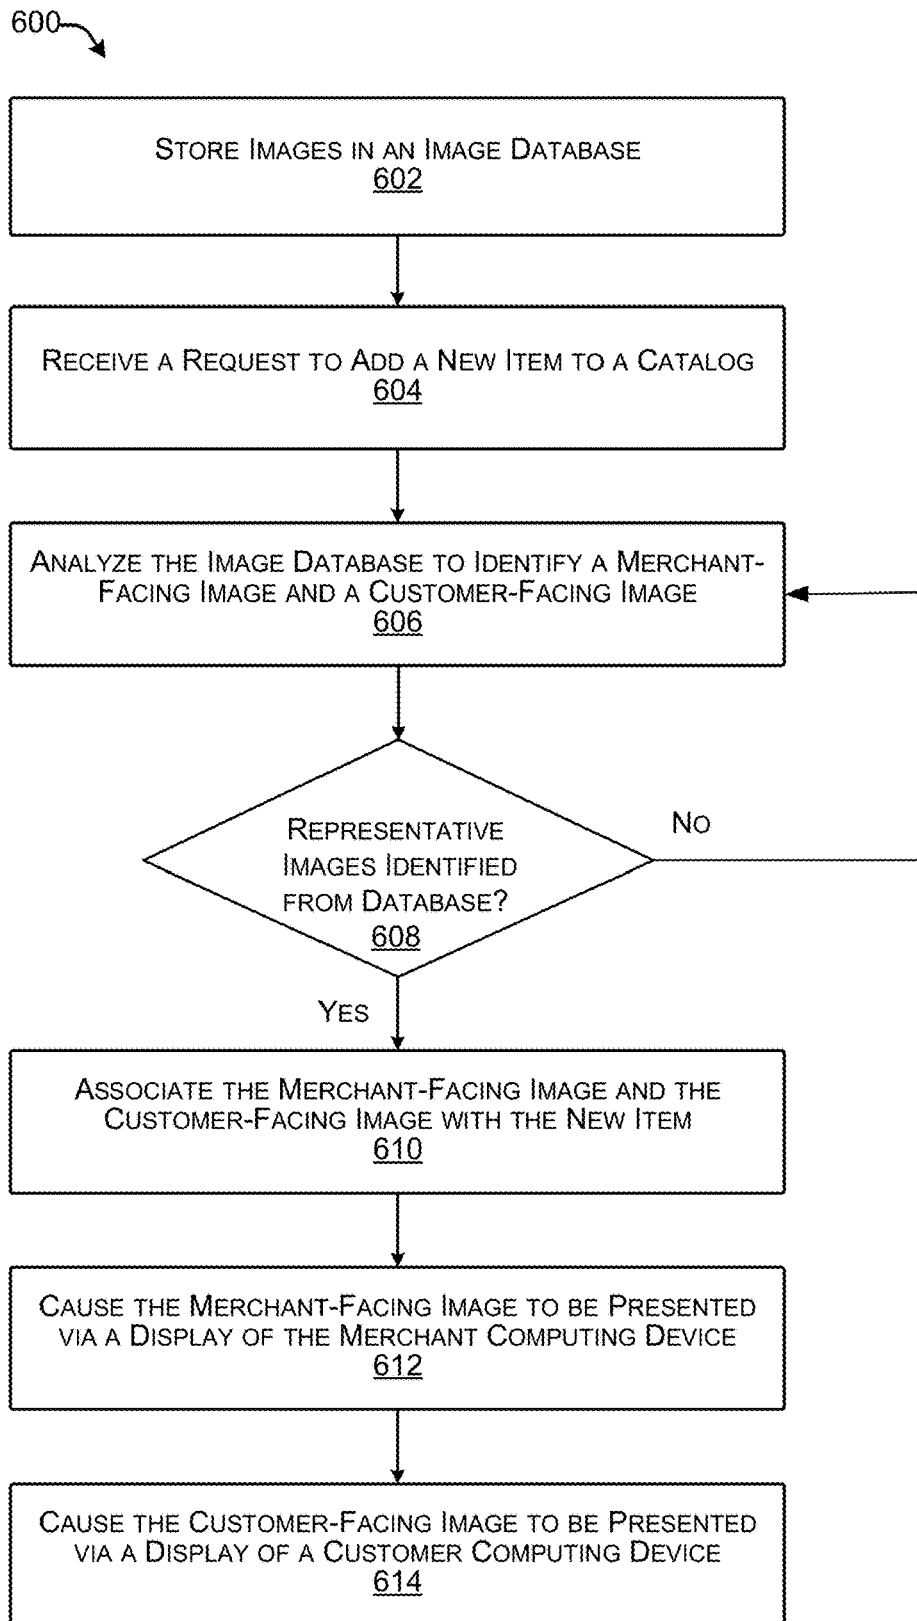 600
STORE IMAGES IN AN IMAGE DATABASE
602
RECEIVE A REQUEST TO ADD A NEW ITEM TO A CATALOG
604
ANALYZE THE IMAGE DATABASE TO IDENTIFY A MERCHANT-
FACING IMAGE AND A CUSTOMER-FACING IMAGE
606
REPRESENTATIVE
IMAGES IDENTIFIED
FROM DATABASE?
608
NO
YES
ASSOCIATE THE MERCHANT-FACING IMAGE AND THE
CUSTOMER-FACING IMAGE WITH THE NEW ITEM
610
CAUSE THE MERCHANT-FACING IMAGE TO BE PRESENTED
VIA A DISPLAY OF THE MERCHANT COMPUTING DEVICE
612
CAUSE THE CUSTOMER-FACING IMAGE TO BE PRESENTED
VIA A DISPLAY OF A CUSTOMER COMPUTING DEVICE
614